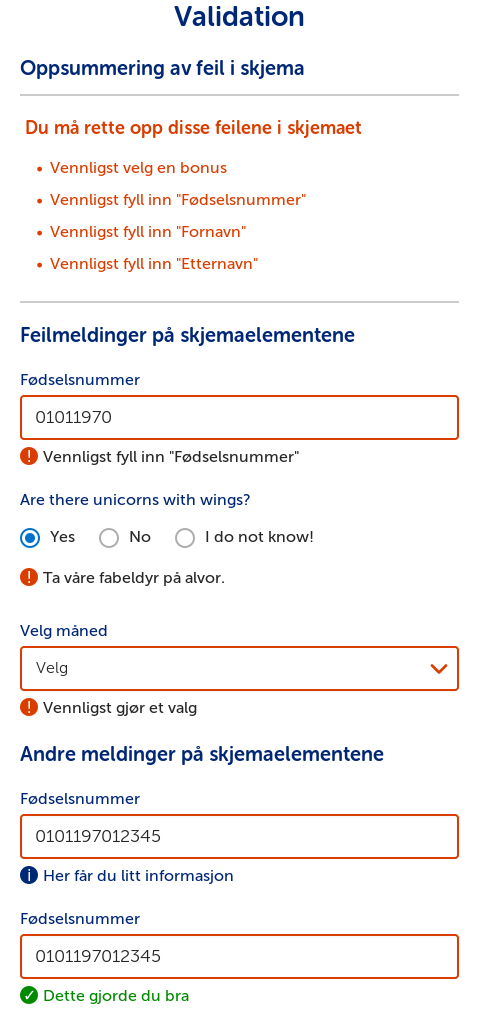 Validation
Oppsummering av feil i skjema
Du må rette opp disse feilene i skjemaet
• Vennligst velg en bonus
• Vennligst fyll inn "Fødselsnummer"
• Vennligst fyll inn "Fornavn"
• Vennligst fyll inn "Etternavn"
Feilmeldinger på skjemaelementene
Fødselsnummer
01011970
! Vennligst fyll inn "Fødselsnummer"
Are there unicorns with wings?
Yes No I do not know!
! Ta våre fabeldyr på alvor.
Velg måned
Velg
! Vennligst gjør et valg
Andre meldinger på skjemaelementene
Fødselsnummer
0101197012345
i Her får du litt informasjon
Fødselsnummer
0101197012345
✓ Dette gjorde du bra